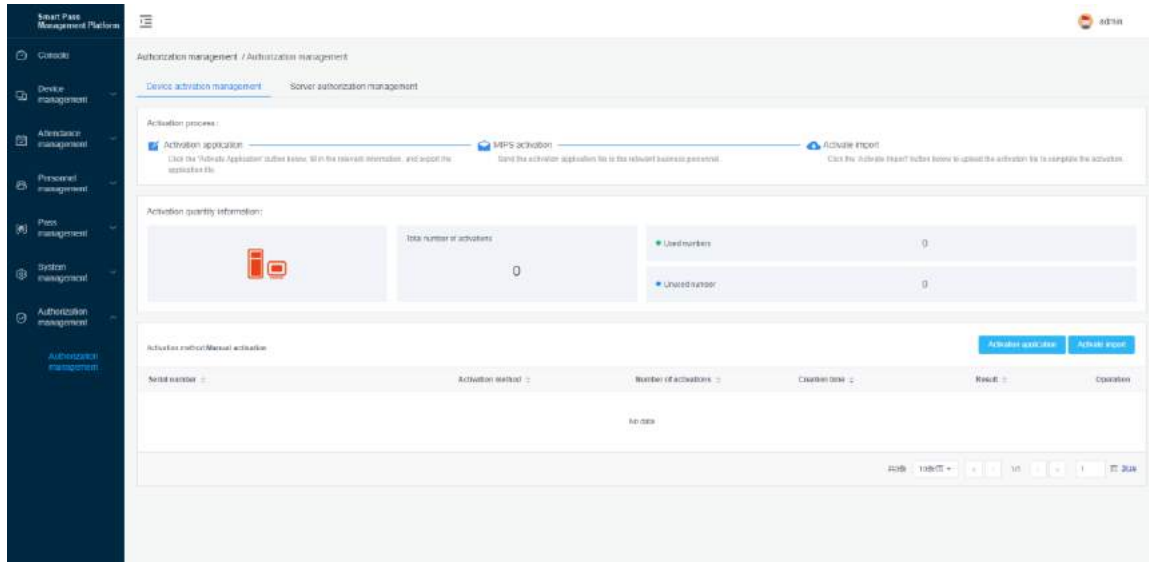 Smart Pass
Management Platform
admin
Console
Device
management
Attendance
management
Personnel
management
Pass
management
System
management
Authorization
management
Authorization
management
Authorization management / Authorization management
Device activation management
Server authorization management
Activation process:
Activation application
Click the "Activate Application" button below, fill in the relevant information, and export the
application file.
MIPS activation
Send the activation application file to the relevant business personnel.
Activate import
Click the "Activate Import" button below to upload the activation file to complete the activation.
Activation quantity information:
Total number of activations
0
Used numbers
0
Unused number
0
Activation method:Manual activation
Activation application
Activate import
Serial number
Activation method
Number of activations
Creation time
Result
Operation
No data
1/1
1
页